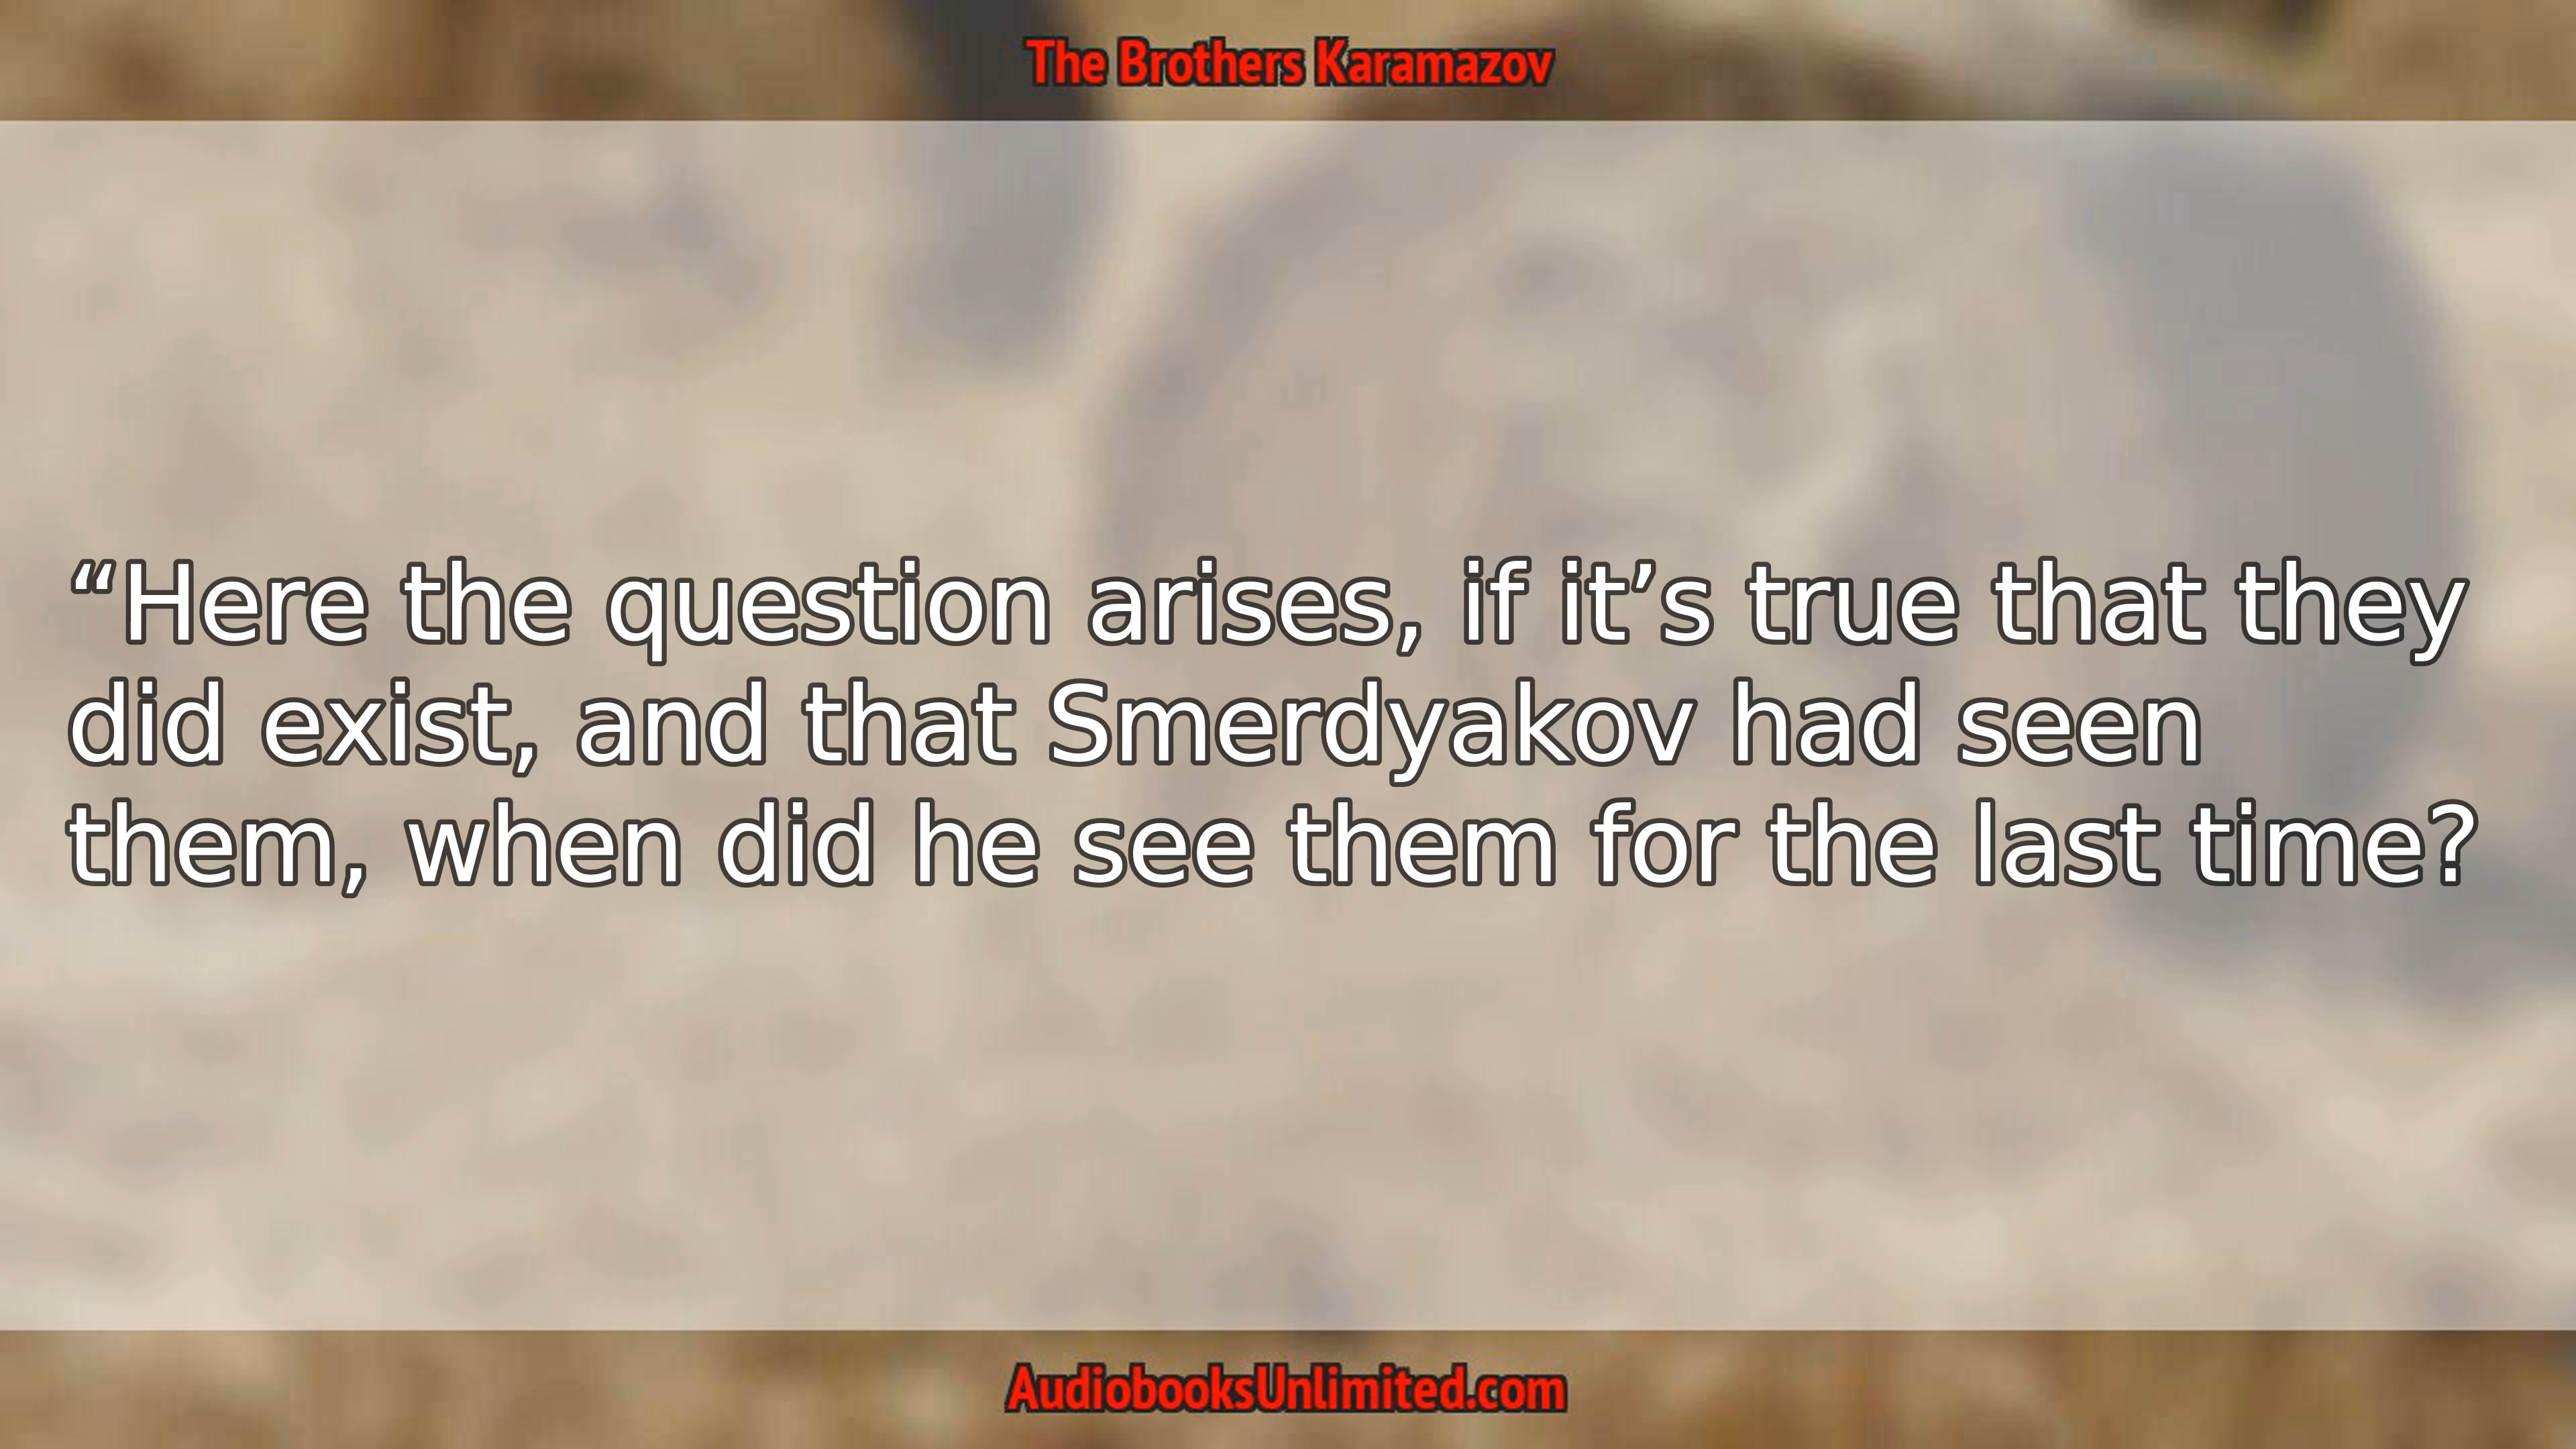 The Brothers Karamazov
“Here the question arises, if it’s true that they
did exist, and that Smerdyakov had seen
them, when did he see them for the last time?
AudiobooksUnlimited.com